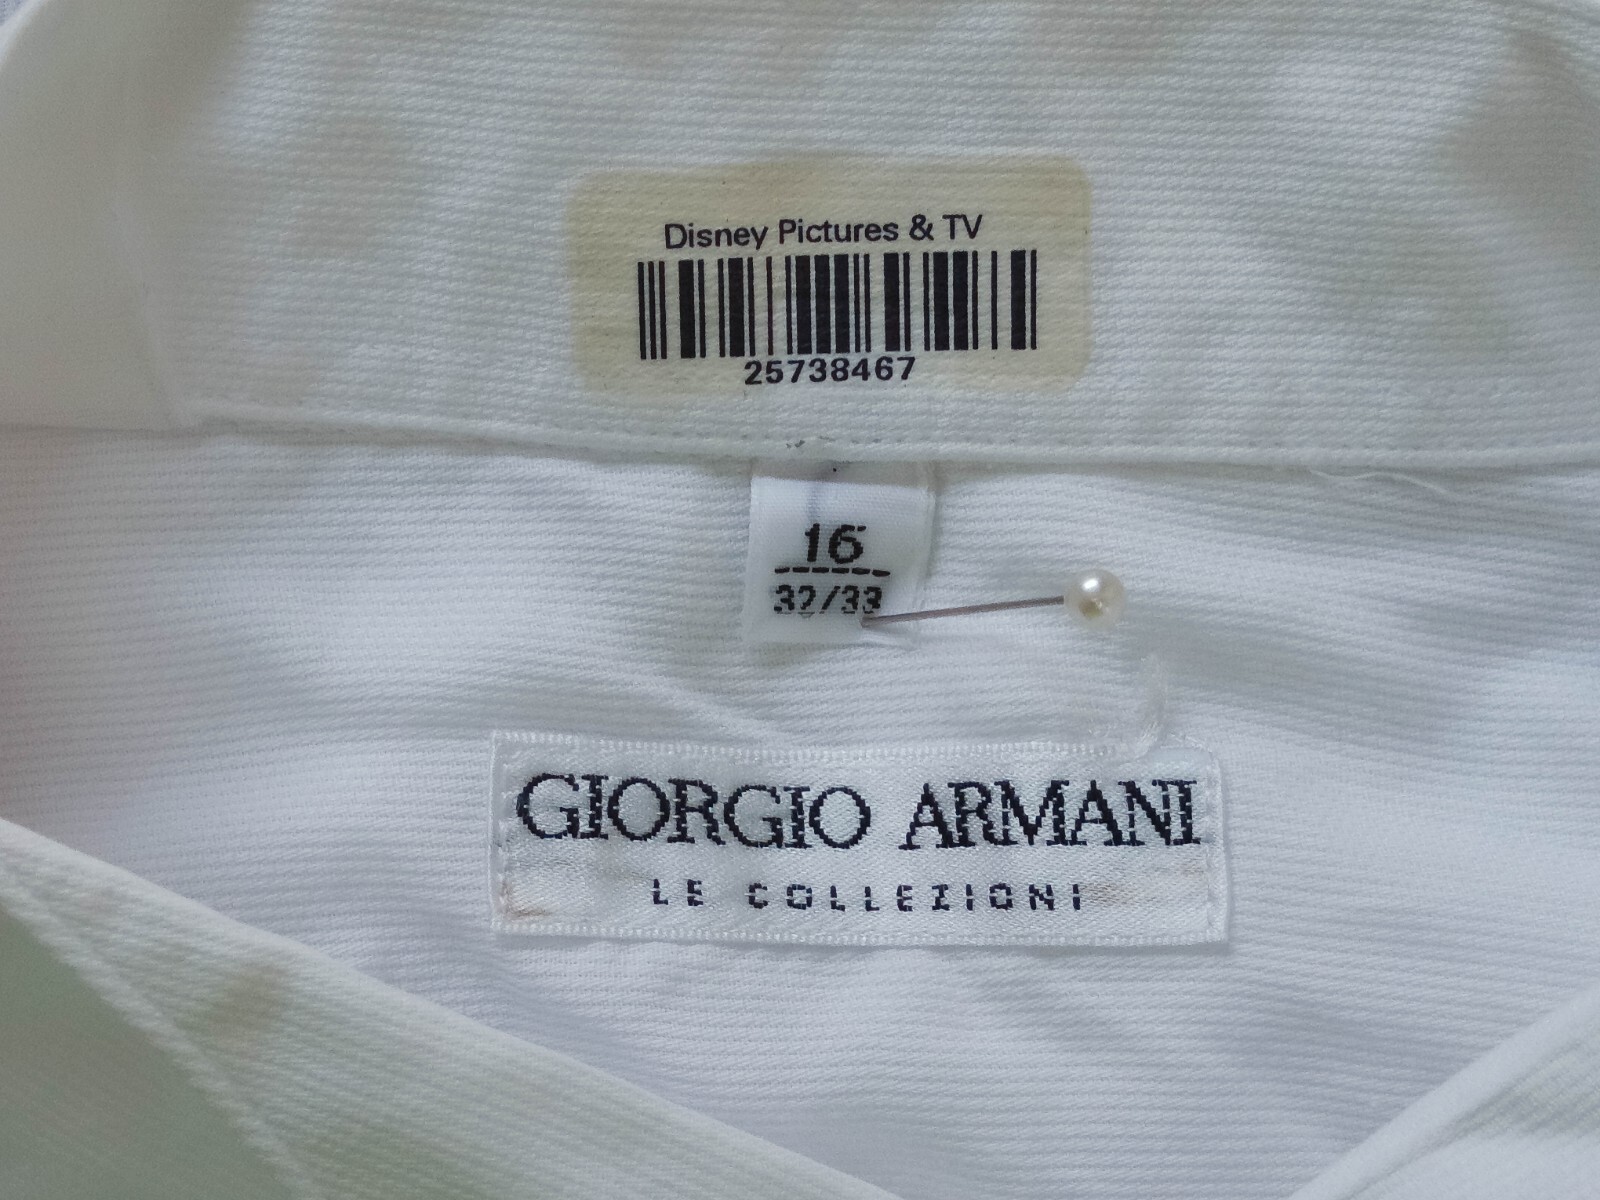 Disney Pictures & TV
25738467
16
32/33
GIORGIO ARMANI
LE COLLEZIONI